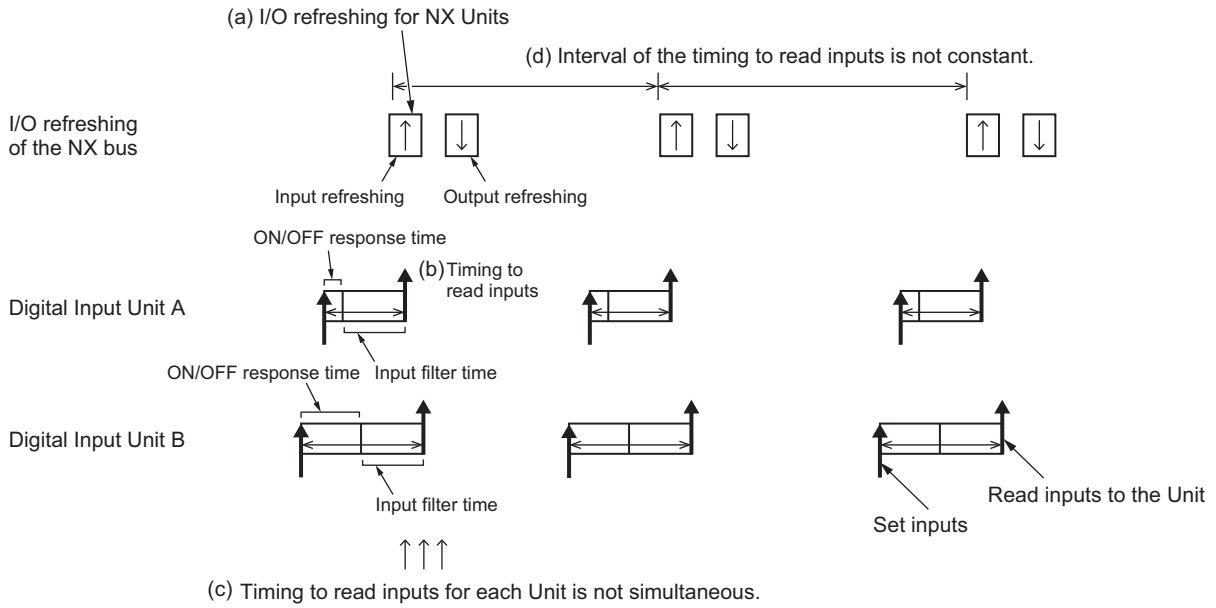 (a) I/O refreshing for NX Units
(d) Interval of the timing to read inputs is not constant.
I/O refreshing
of the NX bus
Input refreshing
Output refreshing
ON/OFF response time
(b) Timing to
read inputs
Digital Input Unit A
ON/OFF response time
Input filter time
Digital Input Unit B
Input filter time
Read inputs to the Unit
Set inputs
(c) Timing to read inputs for each Unit is not simultaneous.